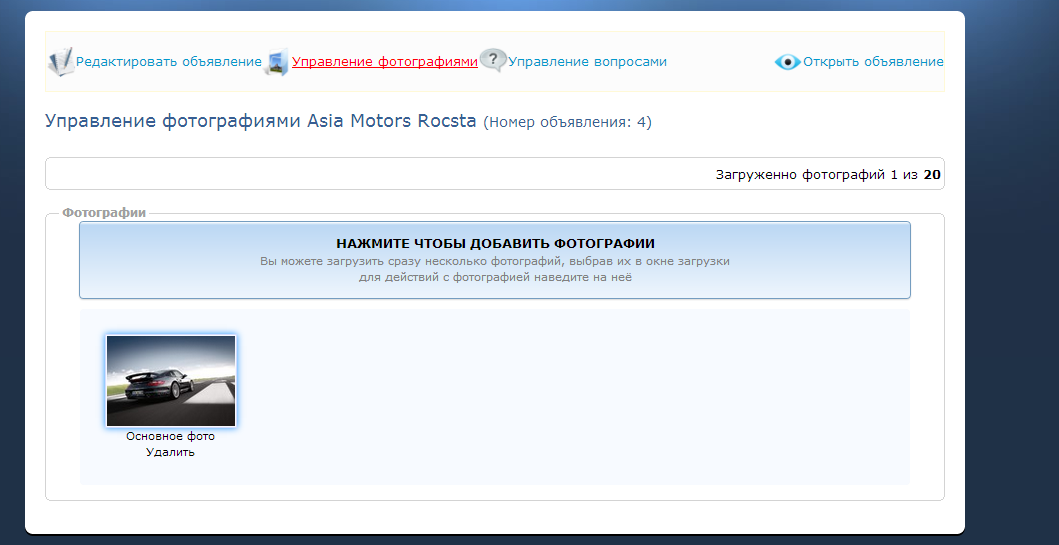 Редактировать объявление Управление фотографиями Управление вопросами Открыть объявление
Управление фотографиями Asia Motors Rocsta (Номер объявления: 4)
Загруженно фотографий 1 из 20
Фотографии
НАЖМИТЕ ЧТОБЫ ДОБАВИТЬ ФОТОГРАФИИ
Вы можете загрузить сразу несколько фотографий, выбрав их в окне загрузки
для действий с фотографией наведите на неё
Основное фото
Удалить